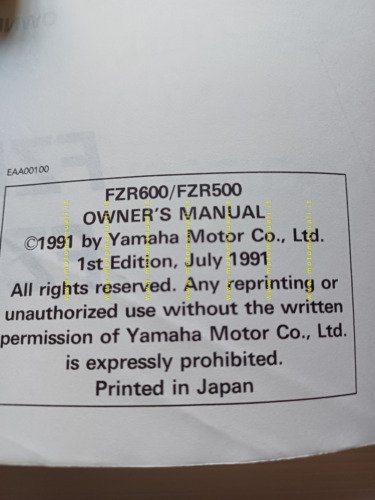 EAA00100
FZR600/FZR500
OWNER'S MANUAL
©1991 by Yamaha Motor Co., Ltd.
1st Edition, July 1991
All rights reserved. Any reprinting or
unauthorized use without the written
permission of Yamaha Motor Co., Ltd.
is expressly prohibited.
Printed in Japan